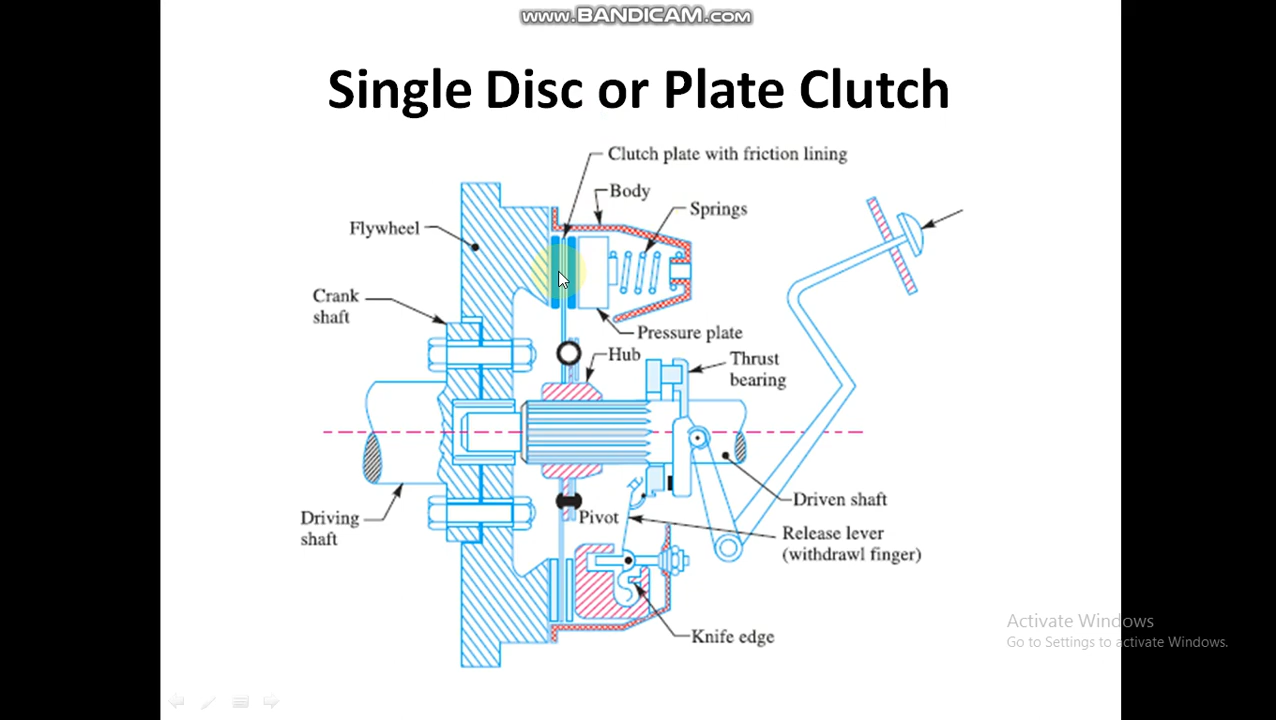 www.BANDICAM.com
Single Disc or Plate Clutch
Clutch plate with friction lining
Body
Springs
Flywheel
Crank
shaft
Pressure plate
Hub
Thrust
bearing
Driven shaft
Driving
shaft
Pivot
Release lever
(withdrawl finger)
Knife edge
Activate Windows
Go to Settings to activate Windows.